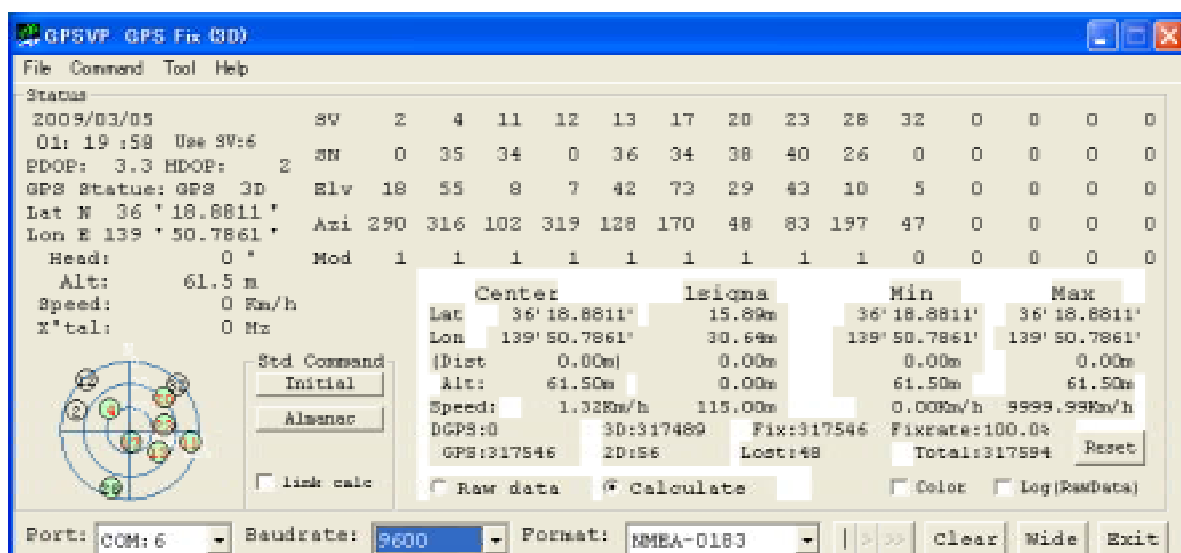 GPSVP GPS Fix (3D)
File Command Tool Help
Status
2009/03/05
01: 19 :58 Use SV:6
PDOP: 3.3 HDOP: 2
GPS Statue: GPS 3D
Lat N 36 ° 18.8811 '
Lon E 139 ° 50.7861 '
Head: 0 °
Alt: 61.5 m
Speed: 0 Km/h
X'tal: 0 Hz
SV 2 4 11 12 13 17 20 23 28 32 0 0 0 0
SN 0 35 34 0 36 34 38 40 26 0 0 0 0 0
Elv 18 55 8 7 42 73 29 43 10 5 0 0 0 0
Azi 290 316 102 319 128 170 48 83 197 47 0 0 0 0
Mod 1 1 1 1 1 1 1 1 1 0 0 0 0 0
Center 1sigma Min Max
Lat 36°18.8811' 15.89m 36°18.8811' 36°18.8811'
Lon 139°50.7861' 30.64m 139°50.7861' 139°50.7861'
(Dist 0.00m) 0.00m 0.00m 0.00m
Alt: 61.50m 0.00m 61.50m 61.50m
Speed: 1.32Km/h 115.00m 0.00Km/h 9999.99Km/h
DGPS:0 3D:317489 Fix:317546 Fixrate:100.0%
GPS:317546 2D:56 Lost:48 Total:317594 Reset
Raw data Calculate Color Log(RawData)
Std Command
Initial
Almanac
link calc
12
2
4
Port: COM:6 Baudrate: 9600 Format: NMEA-0183 | > >> Clear Wide Exit